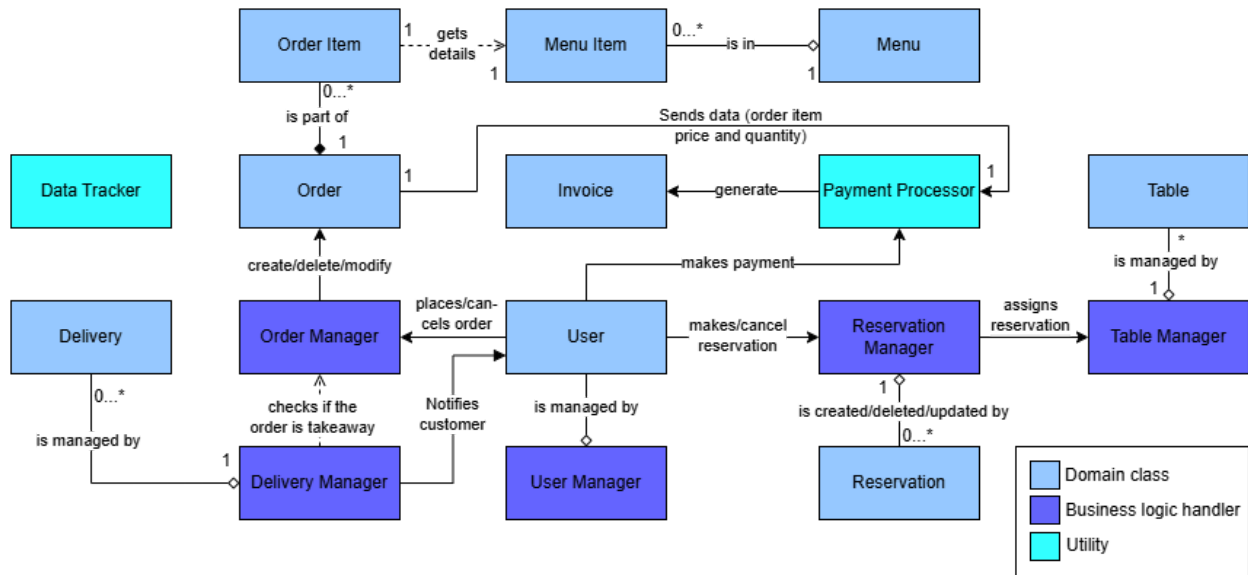 Order Item
1
gets
details
1
Menu Item
0...*
is in
1
Menu
0...*
is part of
1
Sends data (order item
price and quantity)
Data Tracker
Order
1
Invoice
generate
Payment Processor
1
Table
*
is managed by
1
create/delete/modify
makes payment
Delivery
Order Manager
places/can-
cels order
User
makes/cancel
reservation
Reservation
Manager
assigns
reservation
Table Manager
0...*
is managed by
1
checks if the
order is takeaway
Notifies
customer
is managed by
1
is created/deleted/updated by
0...*
Delivery Manager
User Manager
Reservation
Domain class
Business logic handler
Utility